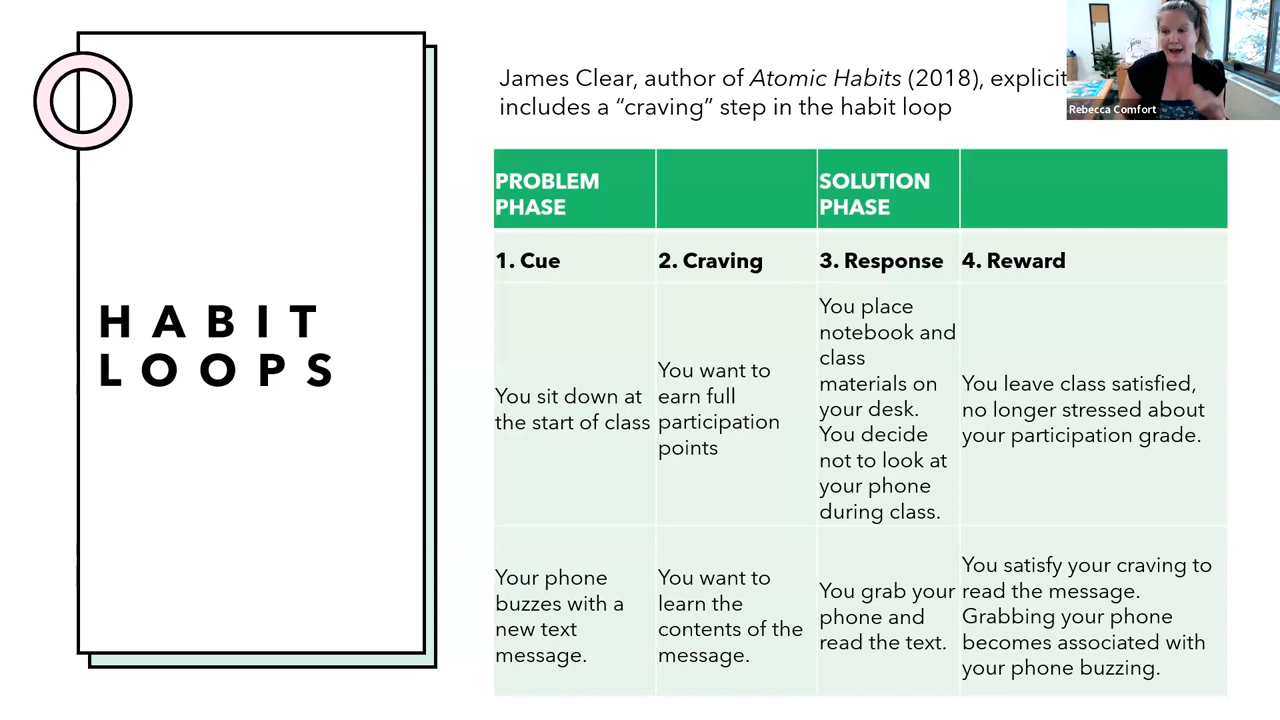 HABIT
LOOPS
James Clear, author of Atomic Habits (2018), explicit
includes a “craving” step in the habit loop
Rebecca Comfort
PROBLEM
PHASE
SOLUTION
PHASE
1. Cue
2. Craving
3. Response
4. Reward
You sit down at
the start of class
You want to
earn full
participation
points
You place
notebook and
class
materials on
your desk.
You decide
not to look at
your phone
during class.
You leave class satisfied,
no longer stressed about
your participation grade.
Your phone
buzzes with a
new text
message.
You want to
learn the
contents of the
message.
You grab your
phone and
read the text.
You satisfy your craving to
read the message.
Grabbing your phone
becomes associated with
your phone buzzing.